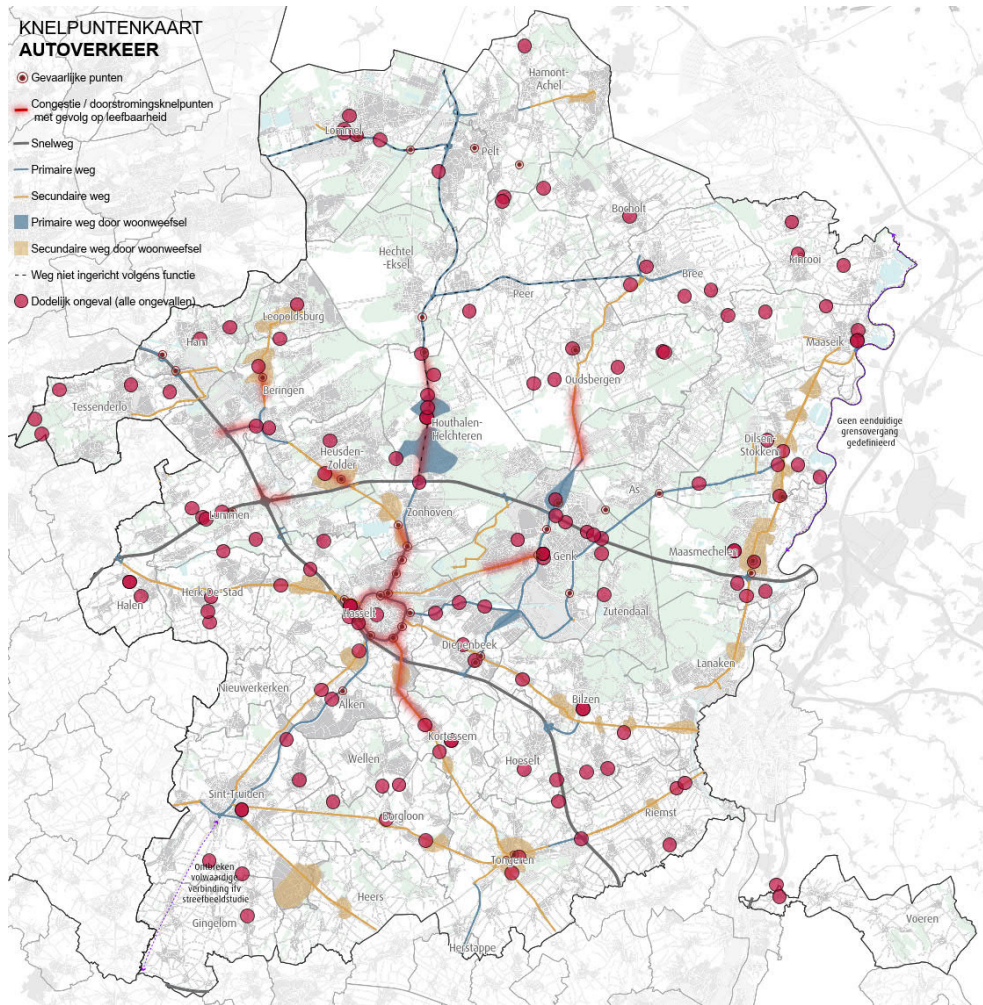 KNELPUNTENKAART
AUTOVERKEER
Gevaarlijke punten
Congestie / doorstromingsknelpunten
met gevolg op leefbaarheid
Snelweg
Primaire weg
Secundaire weg
Primaire weg door woonweefsel
Secundaire weg door woonweefsel
Weg niet ingericht volgens functie
Dodelijk ongeval (alle ongevallen)
Hamont-
Achel
Lommel
Pelt
Bocholt
Kinrooi
Hechtel
-Eksel
Bree
Peer
Leopoldsburg
Ham
Maaseik
Oudsbergen
Beringen
Tessenderlo
Houthalen-
Helchteren
Geen eenduidige
grensovergang
gedefinieerd
Dilsen-
Stokken
Heusden-
Zolder
As
Zonhoven
Lummen
Maasmechelen
Genk
Herk-De-Stad
Halen
Hasselt
Zutendaal
Diepenbeek
Lanaken
Nieuwerkerken
Alken
Bilzen
Kortessem
Wellen
Hoeselt
Sint-Truiden
Riemst
Borgloon
Tongeren
Ontbreken
volwaardige
verbinding ifv
streefbeeldstudie
Heers
Gingelom
Voeren
Herstappe